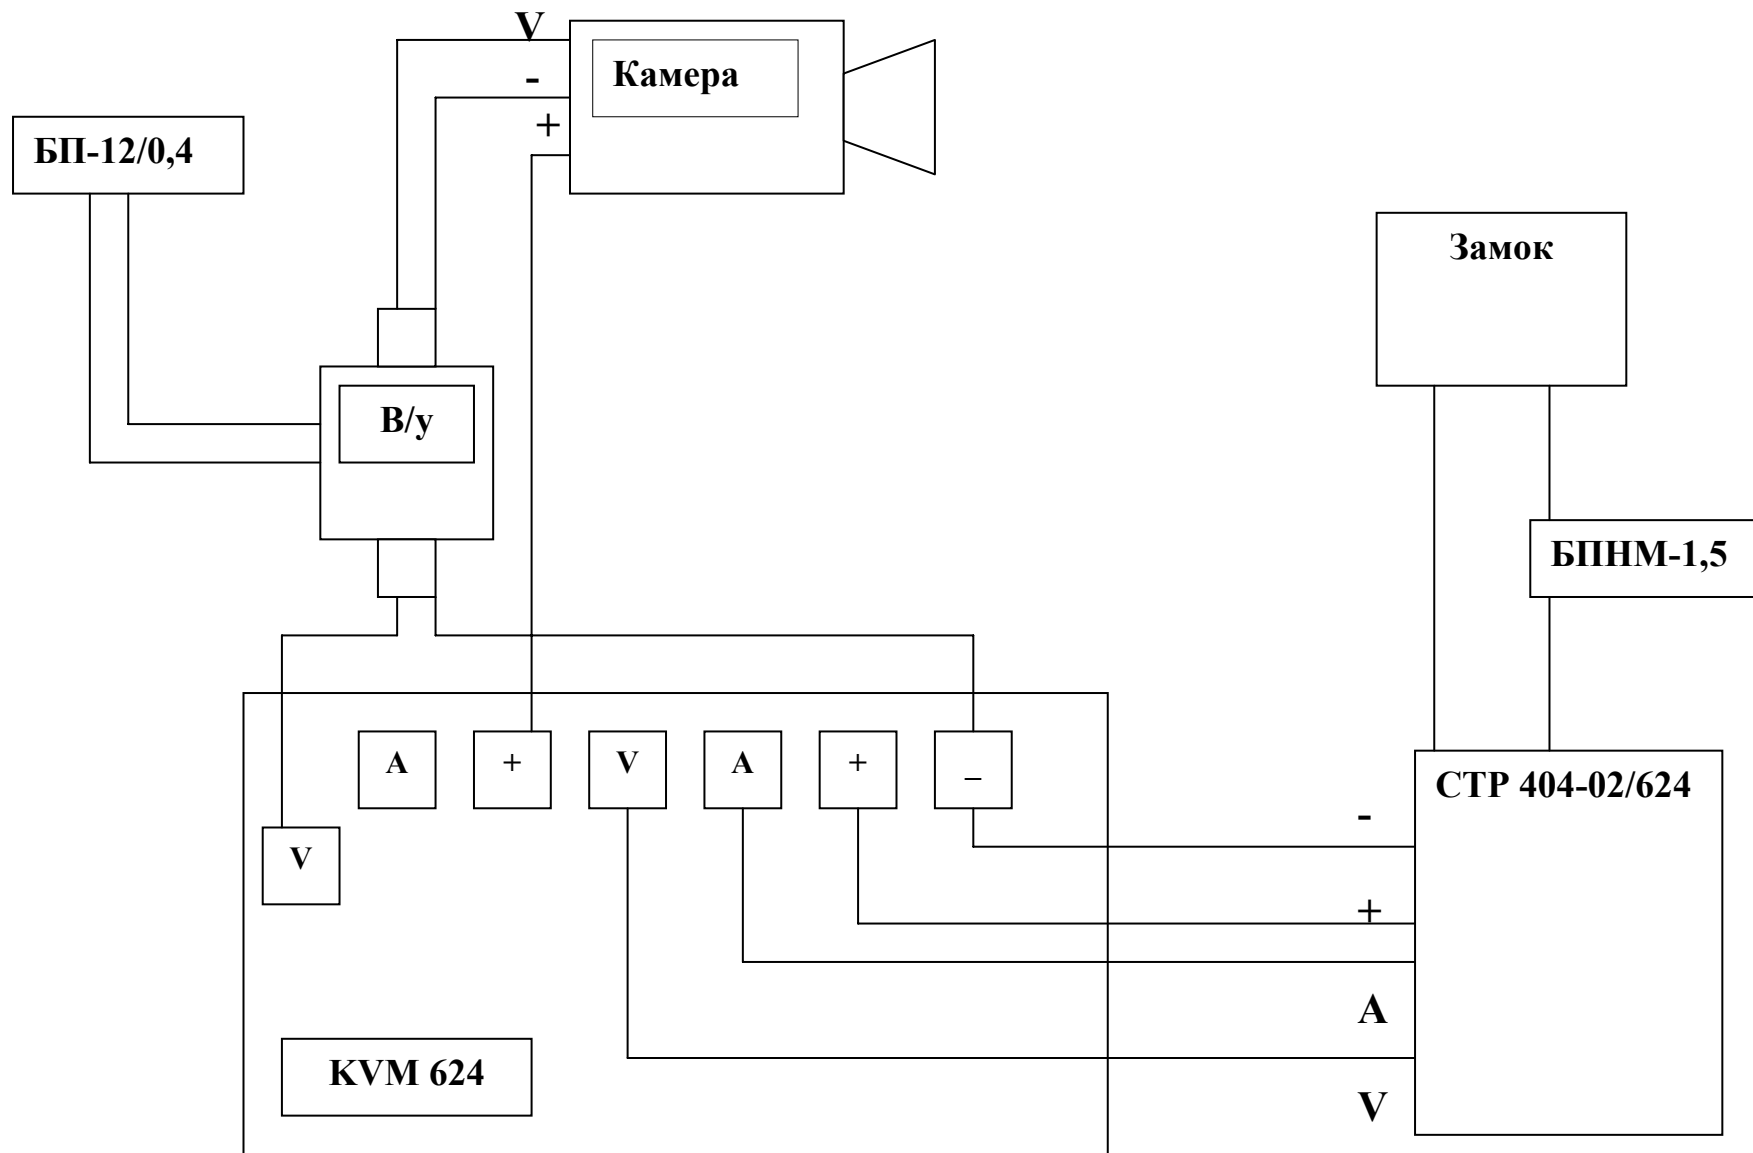 V
-
+
Камера
БП-12/0,4
Замок
В/у
БПНМ-1,5
A
+
V
A
+
_
V
СТР 404-02/624
-
+
A
V
KVM 624